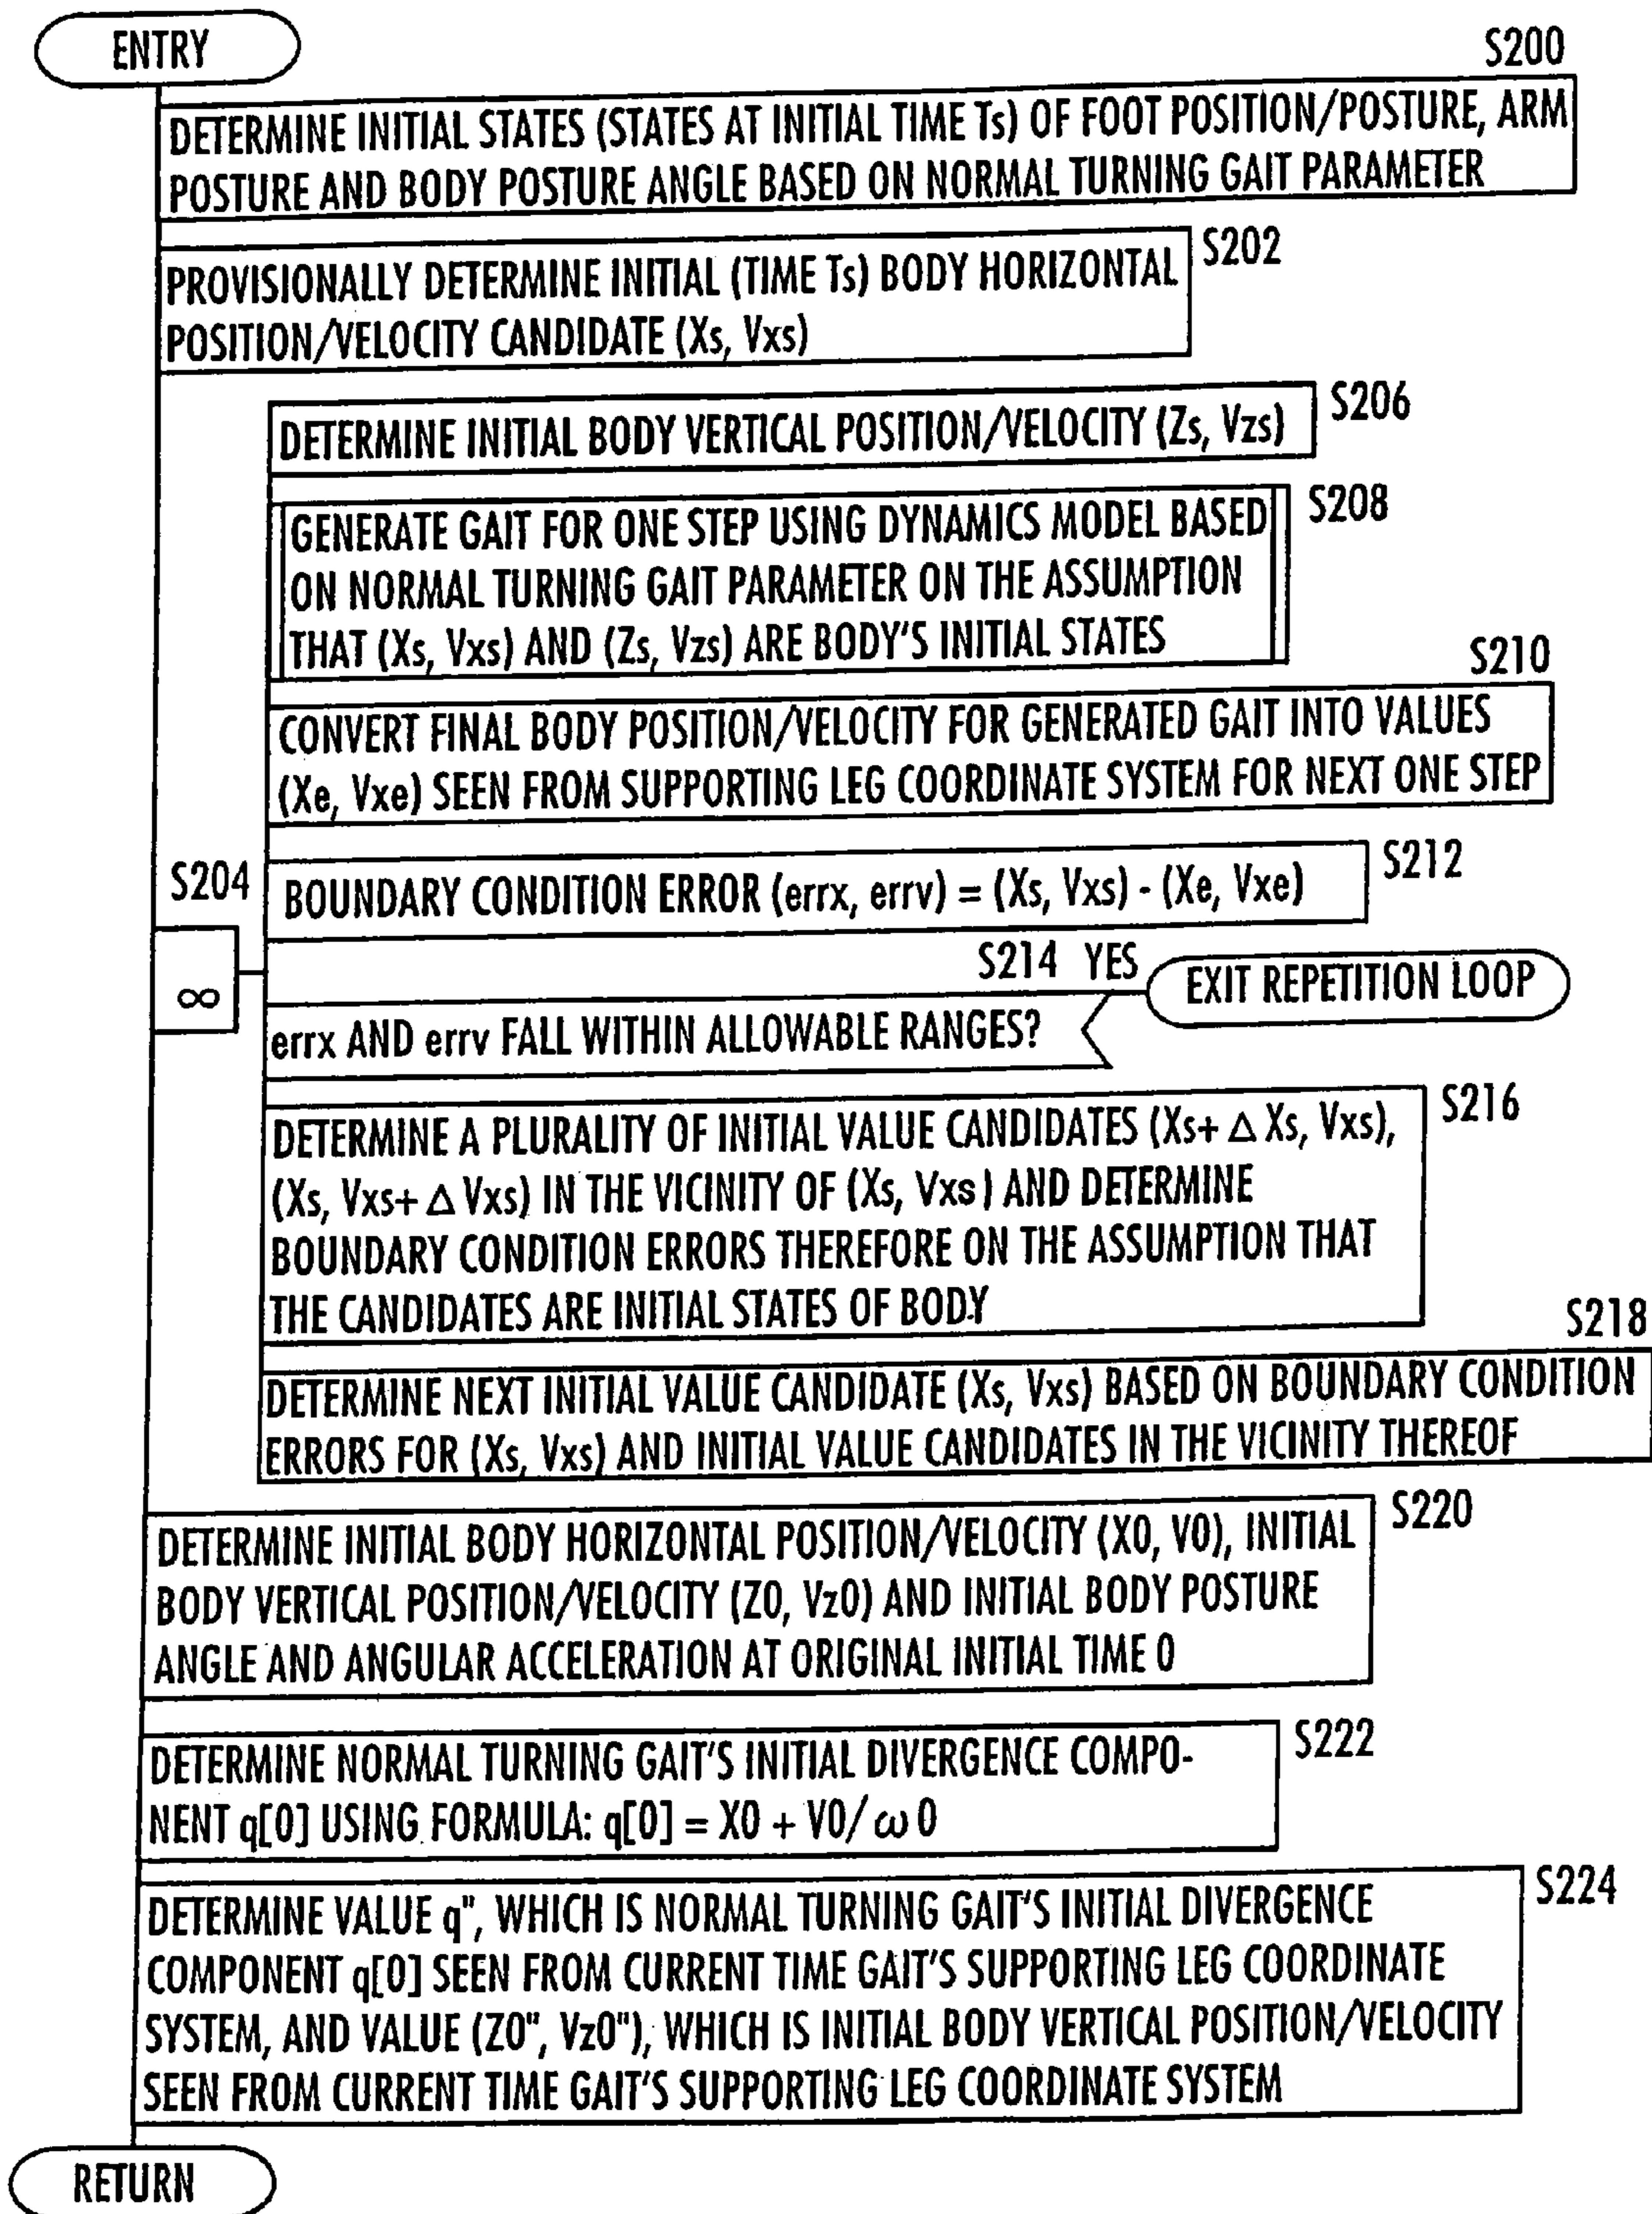 ENTRY
S200
DETERMINE INITIAL STATES (STATES AT INITIAL TIME Ts) OF FOOT POSITION/POSTURE, ARM
POSTURE AND BODY POSTURE ANGLE BASED ON NORMAL TURNING GAIT PARAMETER
S202
PROVISIONALLY DETERMINE INITIAL (TIME Ts) BODY HORIZONTAL
POSITION/VELOCITY CANDIDATE (Xs, Vxs)
S206
DETERMINE INITIAL BODY VERTICAL POSITION/VELOCITY (Zs, Vzs)
S208
GENERATE GAIT FOR ONE STEP USING DYNAMICS MODEL BASED
ON NORMAL TURNING GAIT PARAMETER ON THE ASSUMPTION
THAT (Xs, Vxs) AND (Zs, Vzs) ARE BODY'S INITIAL STATES
S210
CONVERT FINAL BODY POSITION/VELOCITY FOR GENERATED GAIT INTO VALUES
(Xe, Vxe) SEEN FROM SUPPORTING LEG COORDINATE SYSTEM FOR NEXT ONE STEP
S204
∞
S212
BOUNDARY CONDITION ERROR (errx, errv) = (Xs, Vxs) - (Xe, Vxe)
S214 YES
EXIT REPETITION LOOP
errx AND errv FALL WITHIN ALLOWABLE RANGES?
S216
DETERMINE A PLURALITY OF INITIAL VALUE CANDIDATES (Xs+ Δ Xs, Vxs),
(Xs, Vxs+ Δ Vxs) IN THE VICINITY OF (Xs, Vxs) AND DETERMINE
BOUNDARY CONDITION ERRORS THEREFORE ON THE ASSUMPTION THAT
THE CANDIDATES ARE INITIAL STATES OF BODY
S218
DETERMINE NEXT INITIAL VALUE CANDIDATE (Xs, Vxs) BASED ON BOUNDARY CONDITION
ERRORS FOR (Xs, Vxs) AND INITIAL VALUE CANDIDATES IN THE VICINITY THEREOF
S220
DETERMINE INITIAL BODY HORIZONTAL POSITION/VELOCITY (X0, V0), INITIAL
BODY VERTICAL POSITION/VELOCITY (Z0, Vz0) AND INITIAL BODY POSTURE
ANGLE AND ANGULAR ACCELERATION AT ORIGINAL INITIAL TIME 0
S222
DETERMINE NORMAL TURNING GAIT'S INITIAL DIVERGENCE COMPO-
NENT q[0] USING FORMULA: q[0] = X0 + V0/ ω 0
S224
DETERMINE VALUE q", WHICH IS NORMAL TURNING GAIT'S INITIAL DIVERGENCE
COMPONENT q[0] SEEN FROM CURRENT TIME GAIT'S SUPPORTING LEG COORDINATE
SYSTEM, AND VALUE (Z0", Vz0"), WHICH IS INITIAL BODY VERTICAL POSITION/VELOCITY
SEEN FROM CURRENT TIME GAIT'S SUPPORTING LEG COORDINATE SYSTEM
RETURN